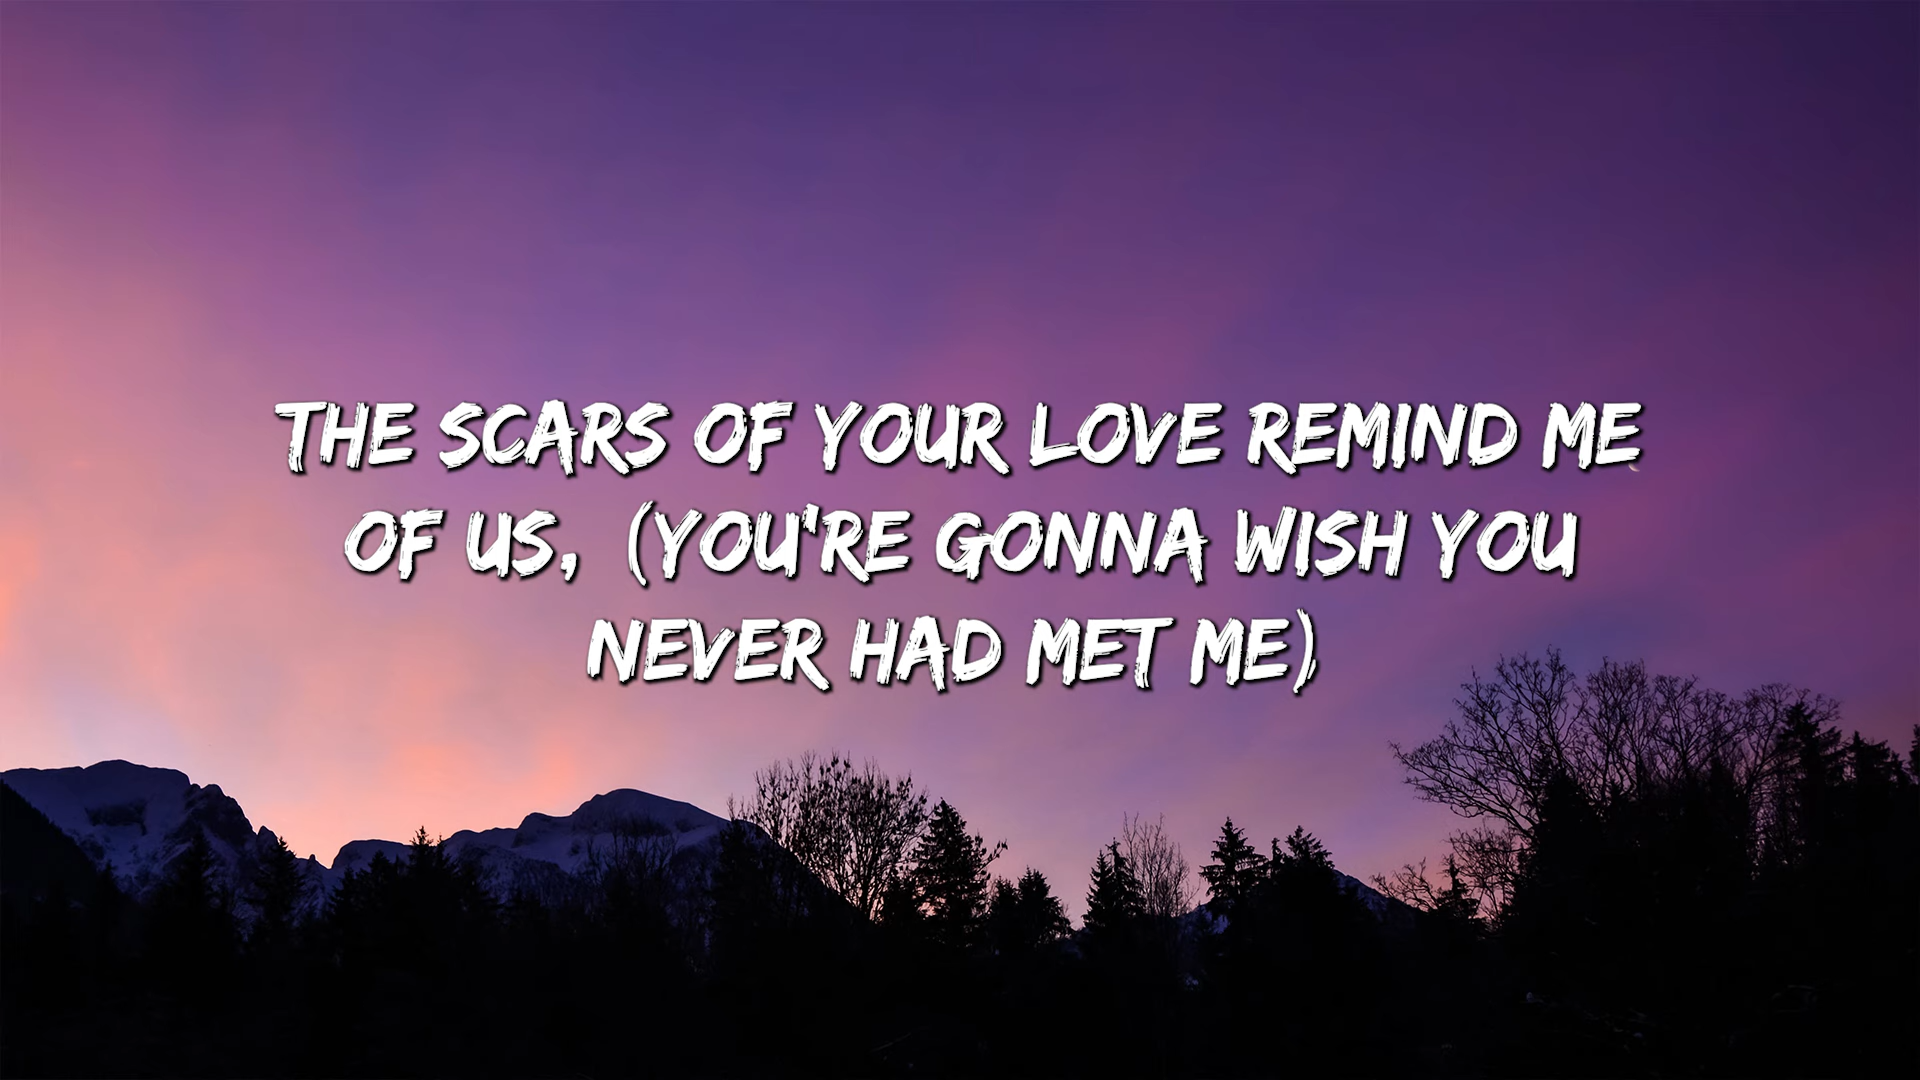 THE SCARS OF YOUR LOVE REMIND ME
OF US, (YOU'RE GONNA WISH YOU
NEVER HAD MET ME)